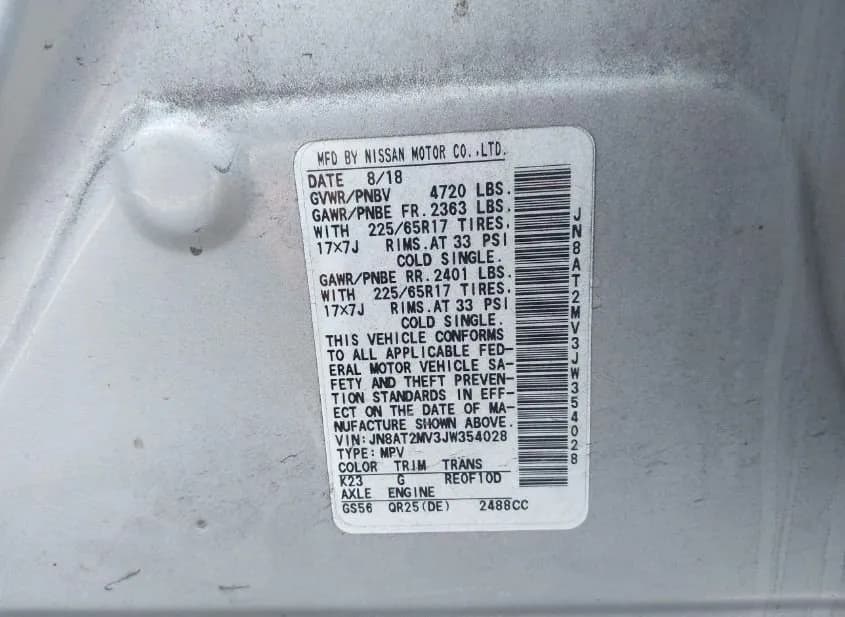 MFD BY NISSAN MOTOR CO.,LTD.
DATE 8/18
GVWR/PNBV 4720 LBS.
GAWR/PNBE FR. 2363 LBS.
WITH 225/65R17 TIRES.
17X7J RIMS. AT 33 PSI
COLD SINGLE.
GAWR/PNBE RR. 2401 LBS.
WITH 225/65R17 TIRES.
17X7J RIMS. AT 33 PSI
COLD SINGLE.
THIS VEHICLE CONFORMS
TO ALL APPLICABLE FED-
ERAL MOTOR VEHICLE SA-
FETY AND THEFT PREVEN-
TION STANDARDS IN EFF-
ECT ON THE DATE OF MA-
NUFACTURE SHOWN ABOVE.
VIN: JN8AT2MV3JW354028
TYPE: MPV
COLOR TRIM TRANS
K23 G RE0F10D
AXLE ENGINE
GS56 QR25(DE) 2488CC
JN8AT2MV3JW354028